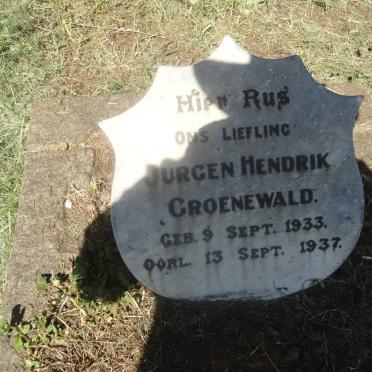 Hier Rus
ONS LIEFLING
JURGEN HENDRIK
GROENEWALD.
GEB. 9 SEPT. 1933.
OORL. 13 SEPT. 1937.